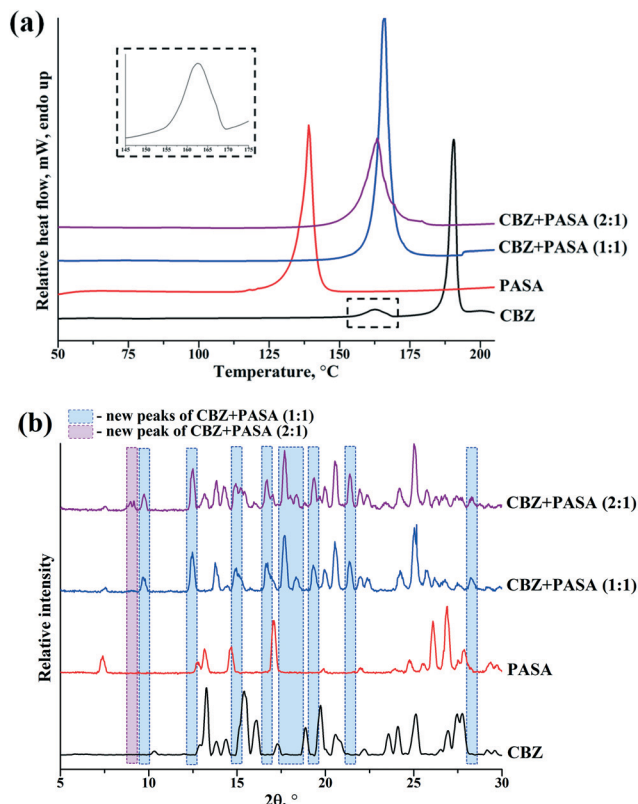 (a)
Relative heat flow, mW, endo up
145 150 155 160 165 170 175
CBZ+PASA (2:1)
CBZ+PASA (1:1)
PASA
CBZ
50 75 100 125 150 175 200
Temperature, °C
(b)
- new peaks of CBZ+PASA (1:1)
- new peak of CBZ+PASA (2:1)
Relative intensity
CBZ+PASA (2:1)
CBZ+PASA (1:1)
PASA
CBZ
5 10 15 20 25 30
2θ, °